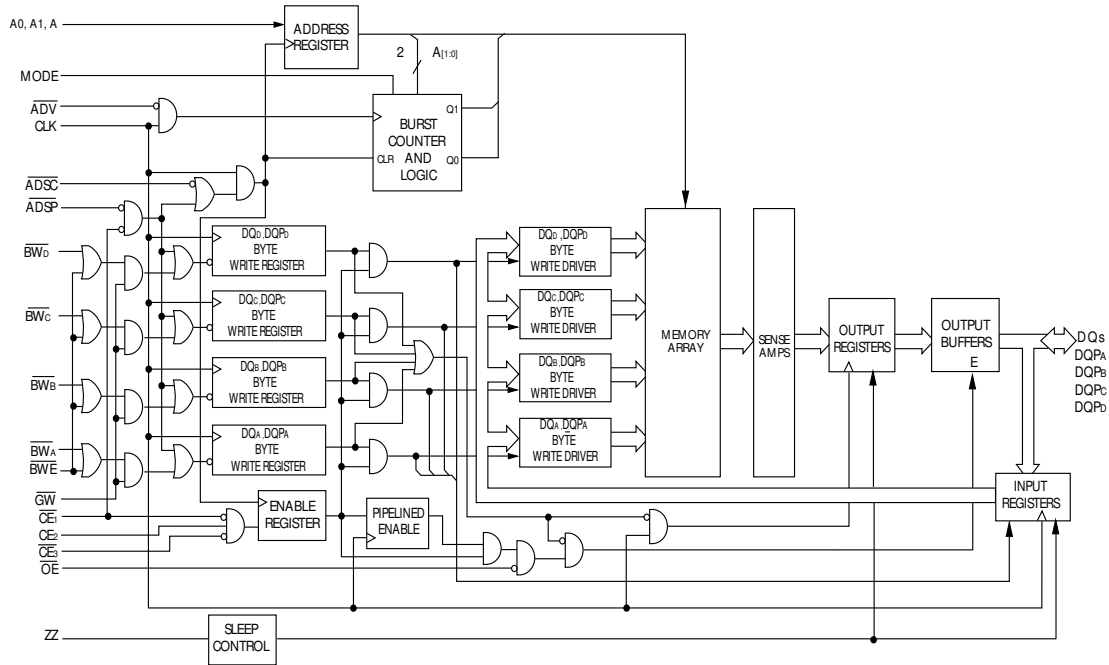 A0, A1, A
ADDRESS
REGISTER
2 A[1:0]
MODE
ADV
CLK
BURST
COUNTER
AND
LOGIC
CLR
Q1
Q0
ADSC
ADSP
BWD
DQD ,DQPD
BYTE
WRITE REGISTER
DQD ,DQPD
BYTE
WRITE DRIVER
BWC
DQC,DQPC
BYTE
WRITE REGISTER
DQC,DQPC
BYTE
WRITE DRIVER
BWB
DQB,DQPB
BYTE
WRITE REGISTER
DQB,DQPB
BYTE
WRITE DRIVER
BWA
BWE
DQA ,DQPA
BYTE
WRITE REGISTER
DQA ,DQPA
BYTE
WRITE DRIVER
MEMORY
ARRAY
SENSE
AMPS
OUTPUT
REGISTERS
OUTPUT
BUFFERS
E
DQs
DQPA
DQPB
DQPC
DQPD
INPUT
REGISTERS
GW
CE1
CE2
CE3
OE
ENABLE
REGISTER
PIPELINED
ENABLE
ZZ
SLEEP
CONTROL